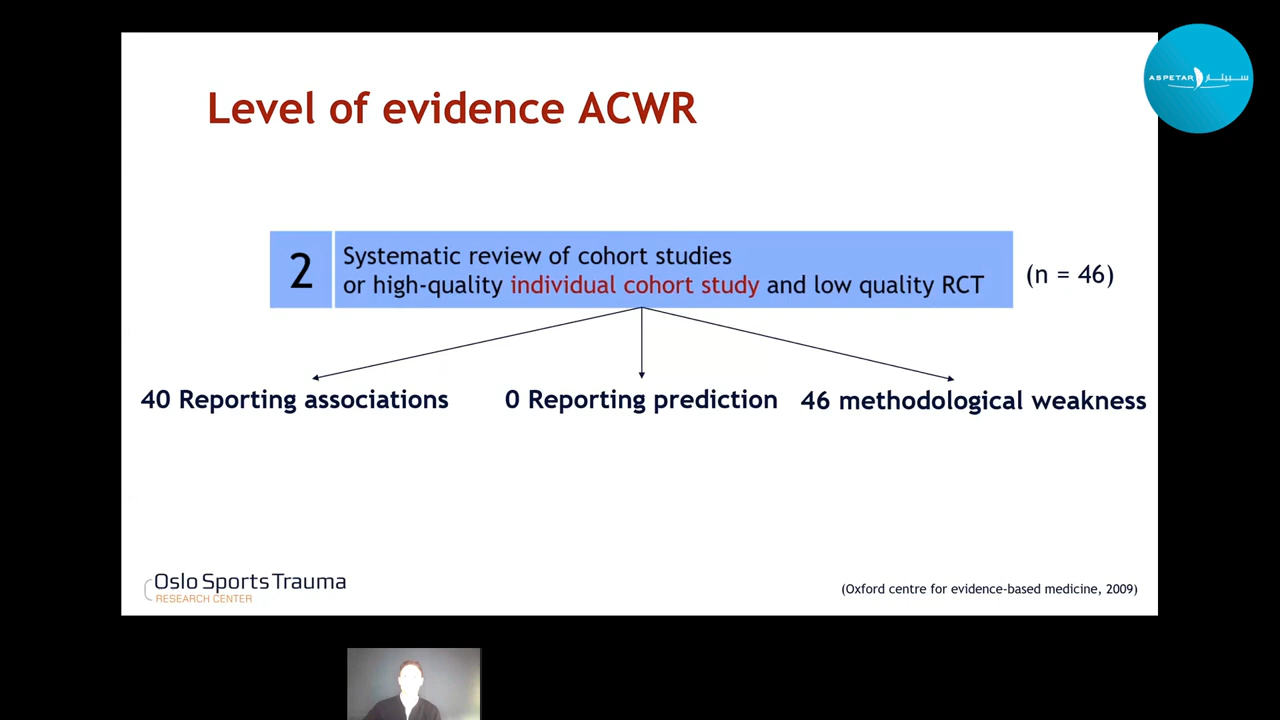 ASPETAR سبيتار
Level of evidence ACWR
2
Systematic review of cohort studies
or high-quality individual cohort study and low quality RCT
(n = 46)
40 Reporting associations
0 Reporting prediction
46 methodological weakness
Oslo Sports Trauma
RESEARCH CENTER
(Oxford centre for evidence-based medicine, 2009)